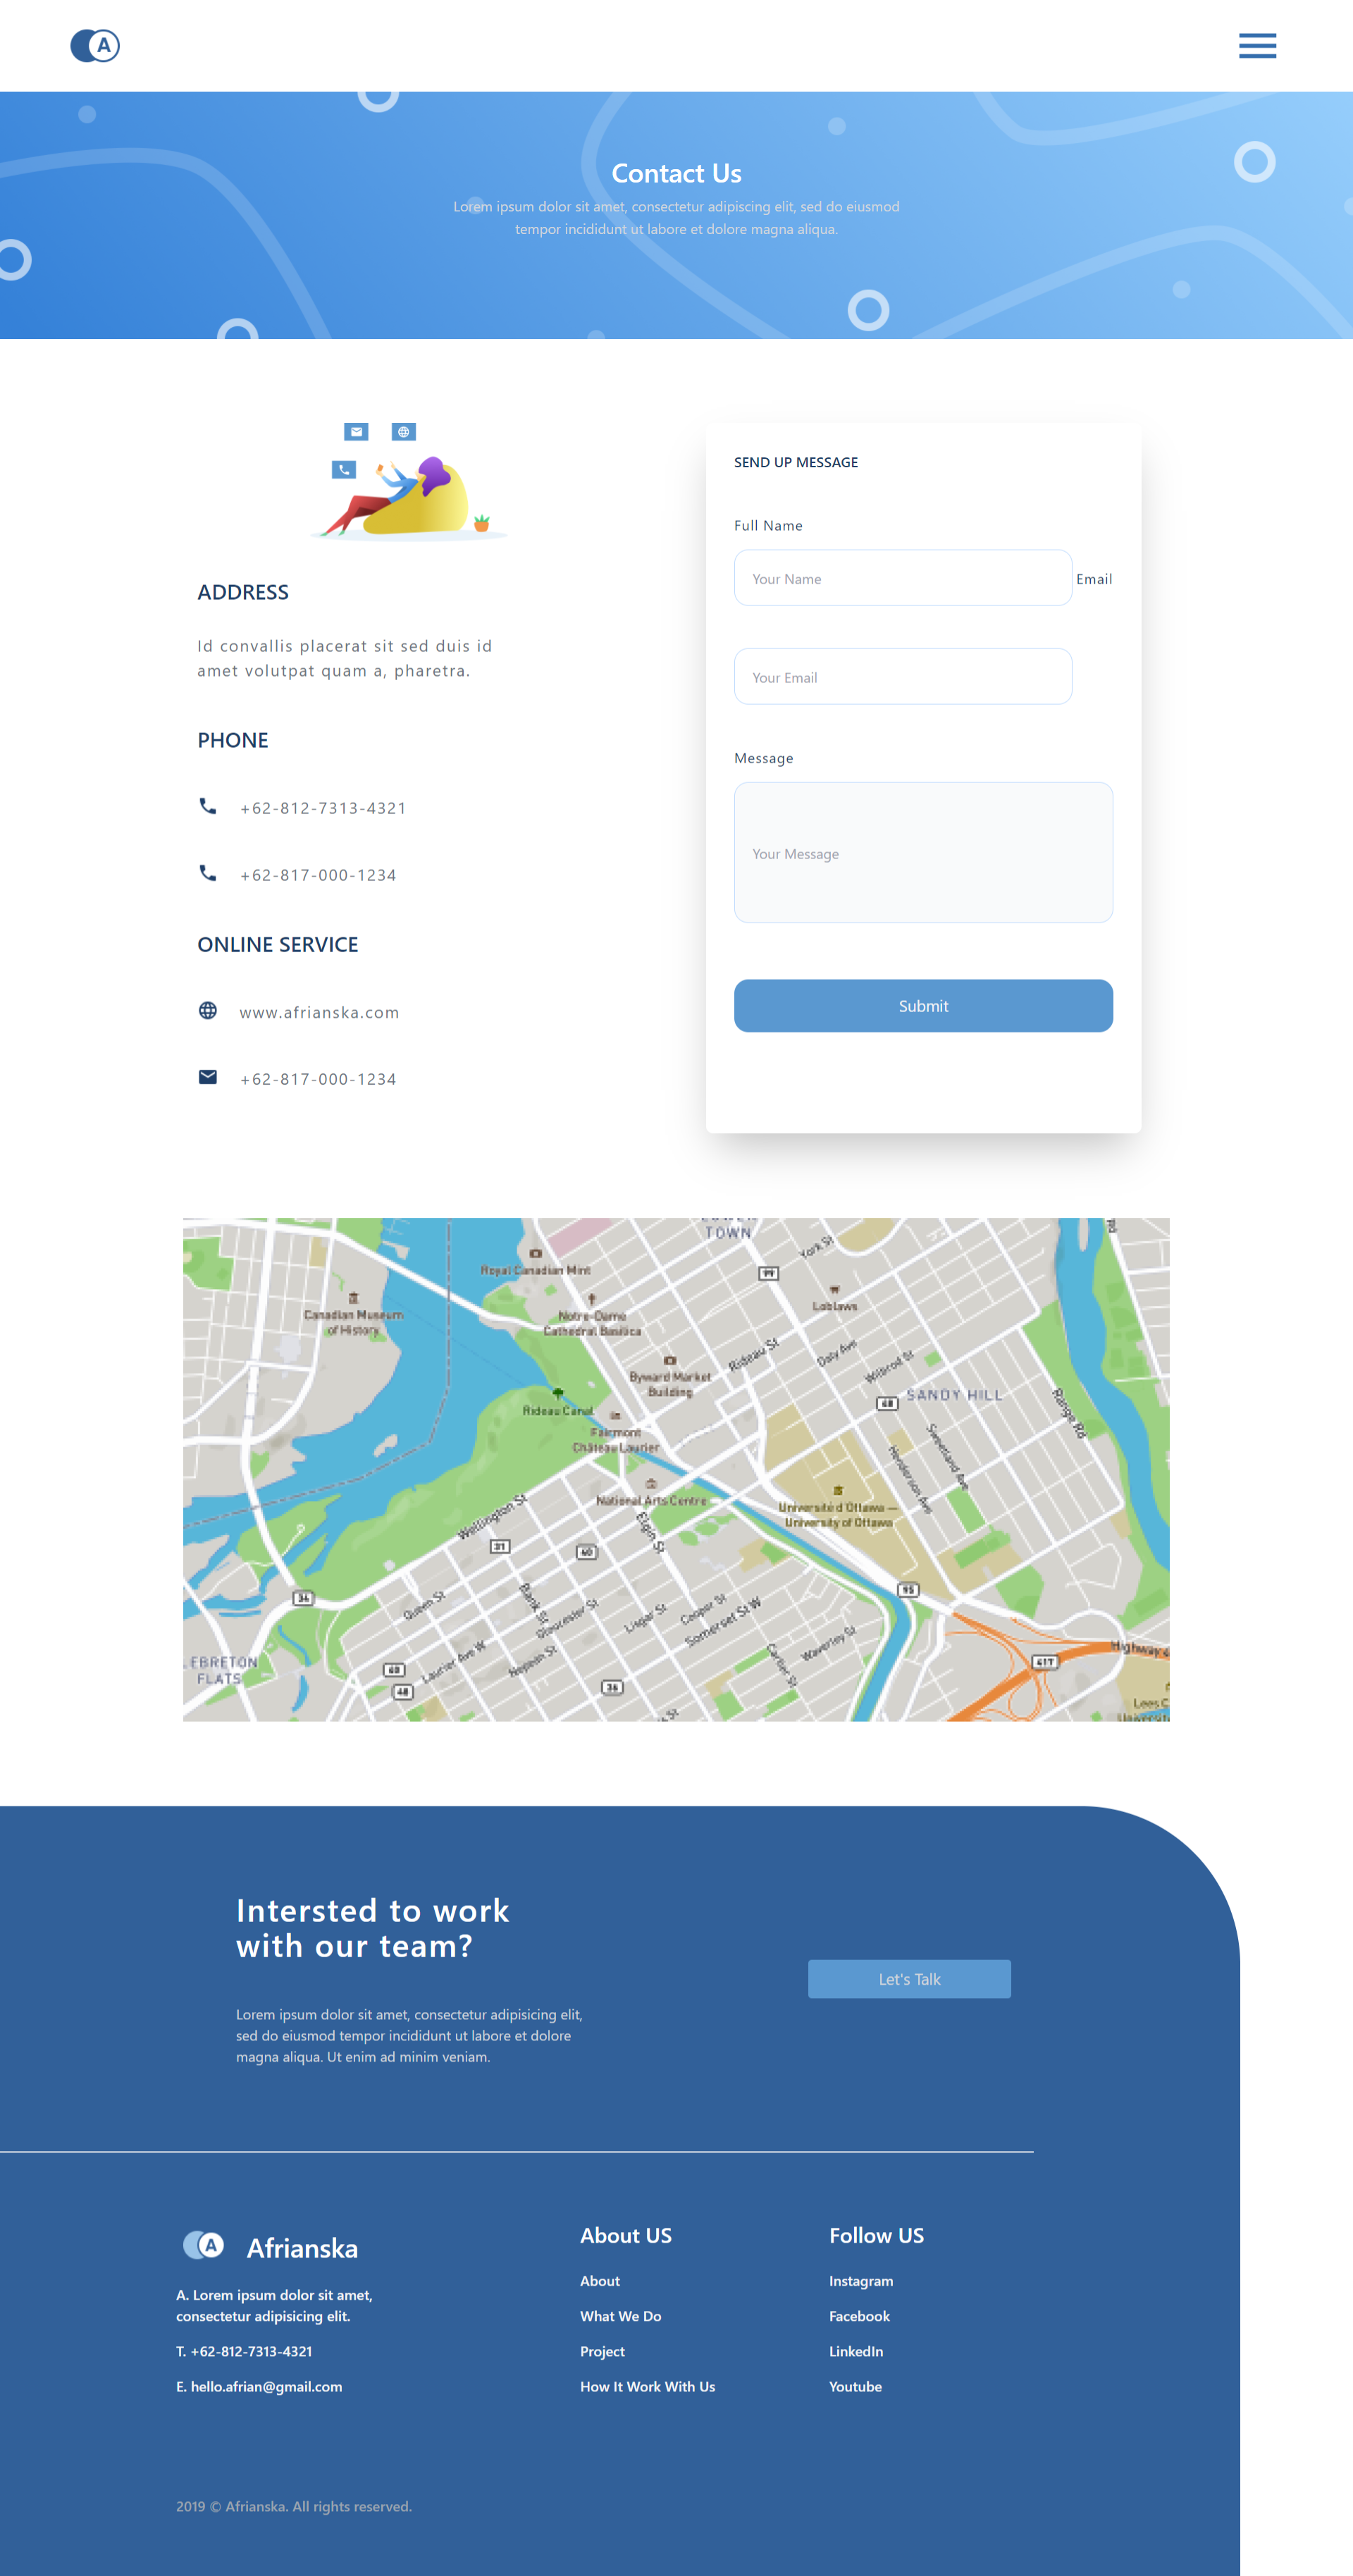 A
Contact Us
Lorem ipsum dolor sit amet, consectetur adipiscing elit, sed do eiusmod
tempor incididunt ut labore et dolore magna aliqua.
ADDRESS
Id convallis placerat sit sed duis id
amet volutpat quam a, pharetra.
PHONE
+62-812-7313-4321
+62-817-000-1234
ONLINE SERVICE
www.afrianska.com
+62-817-000-1234
SEND UP MESSAGE
Full Name
Your Name
Email
Your Email
Message
Your Message
Submit
TOWN
York St
Royal Canadian Mint
Canadian Museum
of History
Notre-Dame
Cathedral Basilica
Loblaws
Rideau St
Daly Ave
Wilbrod St
Byward Market
Building
SANDY HILL
Range Rd
Rideau Canal
Fairmont
Château Laurier
Sweetland Ave
Henderson Ave
National Arts Centre
Université d'Ottawa —
University of Ottawa
Wellington St
Elgin St
31
60
34
95
Queen St
Bank St
Gloucester St
Lisgar St
Cooper St
Somerset St W
Waverley St
Cartier St
Laurier Ave W
Nepean St
Highway
417
EBRETON
FLATS
36
Lees
Intersted to work
with our team?
Lorem ipsum dolor sit amet, consectetur adipisicing elit,
sed do eiusmod tempor incididunt ut labore et dolore
magna aliqua. Ut enim ad minim veniam.
Let's Talk
A
Afrianska
A. Lorem ipsum dolor sit amet,
consectetur adipisicing elit.
T. +62-812-7313-4321
E. hello.afrian@gmail.com
About US
About
What We Do
Project
How It Work With Us
Follow US
Instagram
Facebook
LinkedIn
Youtube
2019 © Afrianska. All rights reserved.